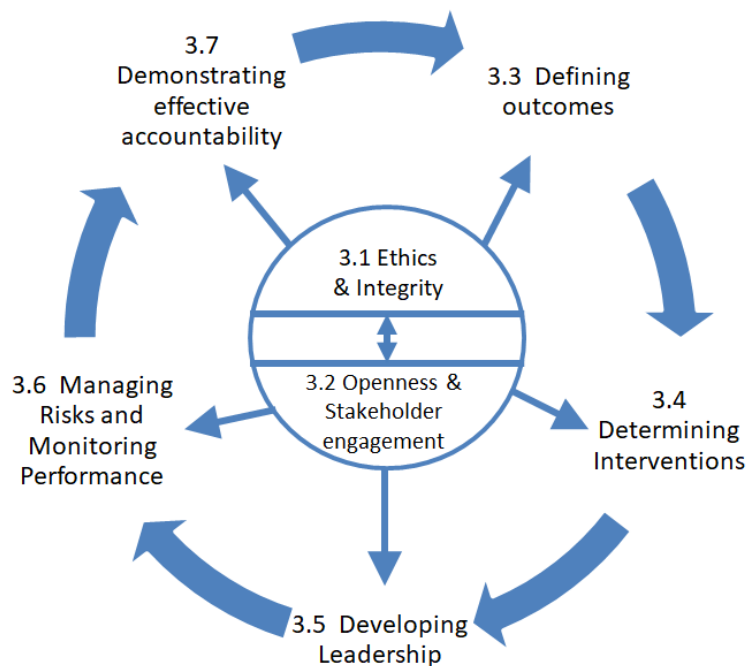 3.7
Demonstrating
effective
accountability
3.3 Defining
outcomes
3.1 Ethics
& Integrity
3.2 Openness &
Stakeholder
engagement
3.4
Determining
Interventions
3.5 Developing
Leadership
3.6 Managing
Risks and
Monitoring
Performance